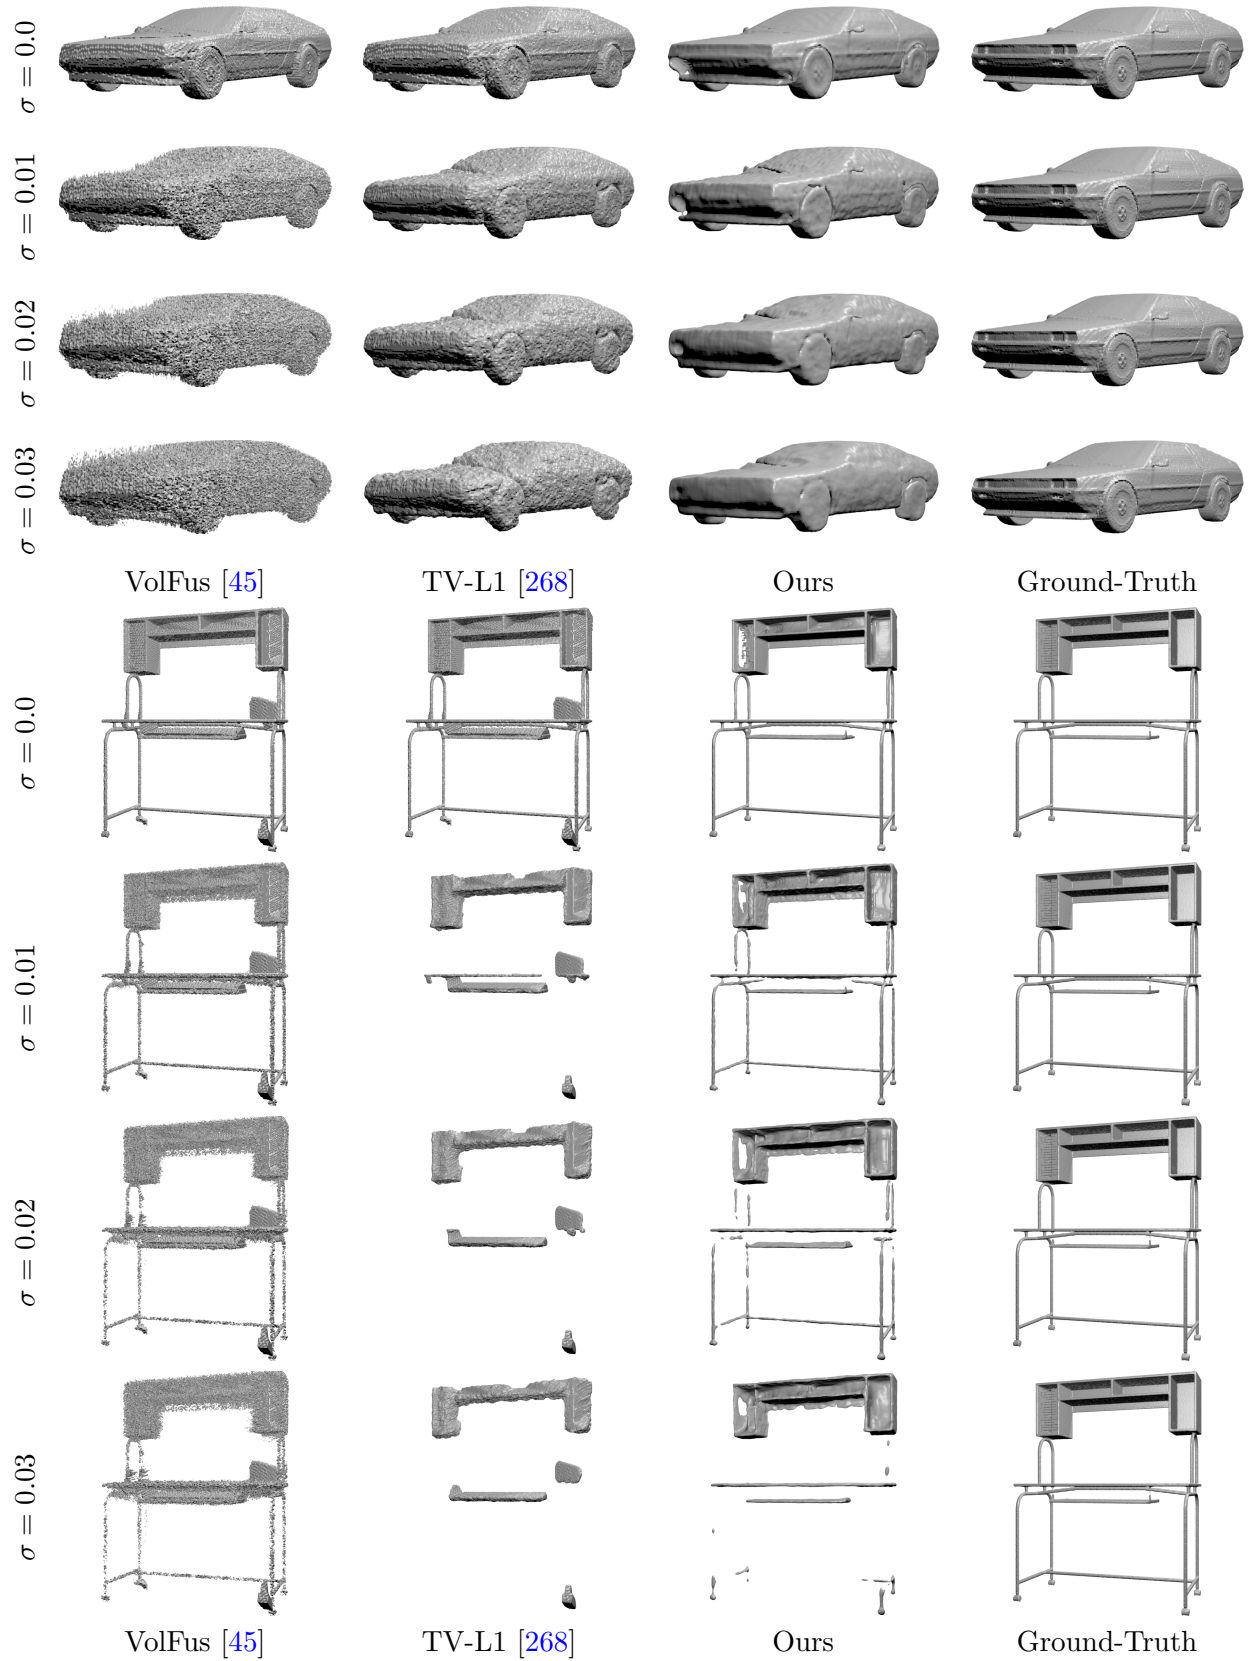 σ = 0.0
σ = 0.01
σ = 0.02
σ = 0.03
VolFus [45] TV-L1 [268] Ours Ground-Truth
σ = 0.0
σ = 0.01
σ = 0.02
σ = 0.03
VolFus [45] TV-L1 [268] Ours Ground-Truth